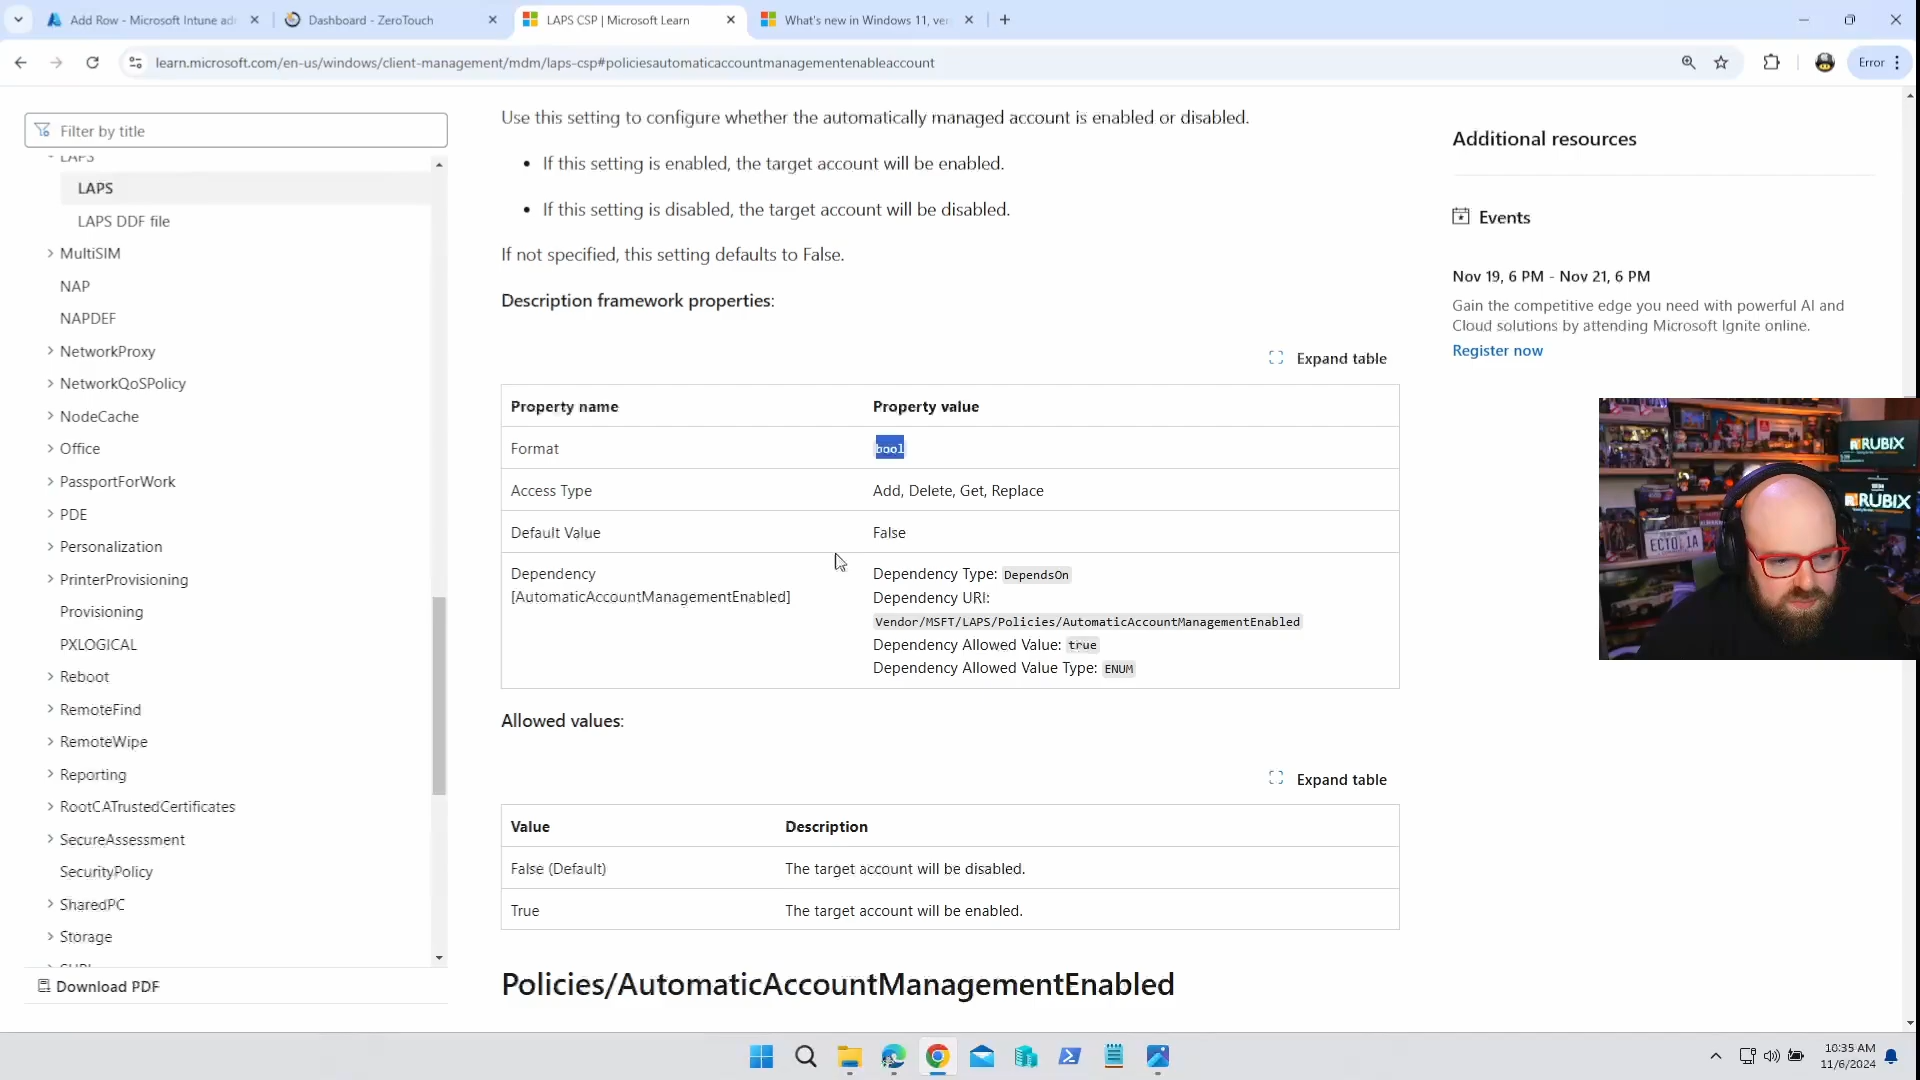 Add Row - Microsoft Intune ad
Dashboard - ZeroTouch
LAPS CSP | Microsoft Learn
What's new in Windows 11, ver
learn.microsoft.com/en-us/windows/client-management/mdm/laps-csp#policiesautomaticaccountmanagementenableaccount
Error
Filter by title
LAPS
LAPS
LAPS DDF file
MultiSIM
NAP
NAPDEF
NetworkProxy
NetworkQoSPolicy
NodeCache
Office
PassportForWork
PDE
Personalization
PrinterProvisioning
Provisioning
PXLOGICAL
Reboot
RemoteFind
RemoteWipe
Reporting
RootCATrustedCertificates
SecureAssessment
SecurityPolicy
SharedPC
Storage
Download PDF
Use this setting to configure whether the automatically managed account is enabled or disabled.
• If this setting is enabled, the target account will be enabled.
• If this setting is disabled, the target account will be disabled.
If not specified, this setting defaults to False.
Description framework properties:
Expand table
Property name Property value
Format bool
Access Type Add, Delete, Get, Replace
Default Value False
Dependency Dependency Type: DependsOn
[AutomaticAccountManagementEnabled] Dependency URI:
Vendor/MSFT/LAPS/Policies/AutomaticAccountManagementEnabled
Dependency Allowed Value: true
Dependency Allowed Value Type: ENUM
Allowed values:
Expand table
Value Description
False (Default) The target account will be disabled.
True The target account will be enabled.
Policies/AutomaticAccountManagementEnabled
Additional resources
Events
Nov 19, 6 PM - Nov 21, 6 PM
Gain the competitive edge you need with powerful AI and
Cloud solutions by attending Microsoft Ignite online.
Register now
RUBIX
RUBIX
ECTO-1A
10:35 AM
11/6/2024